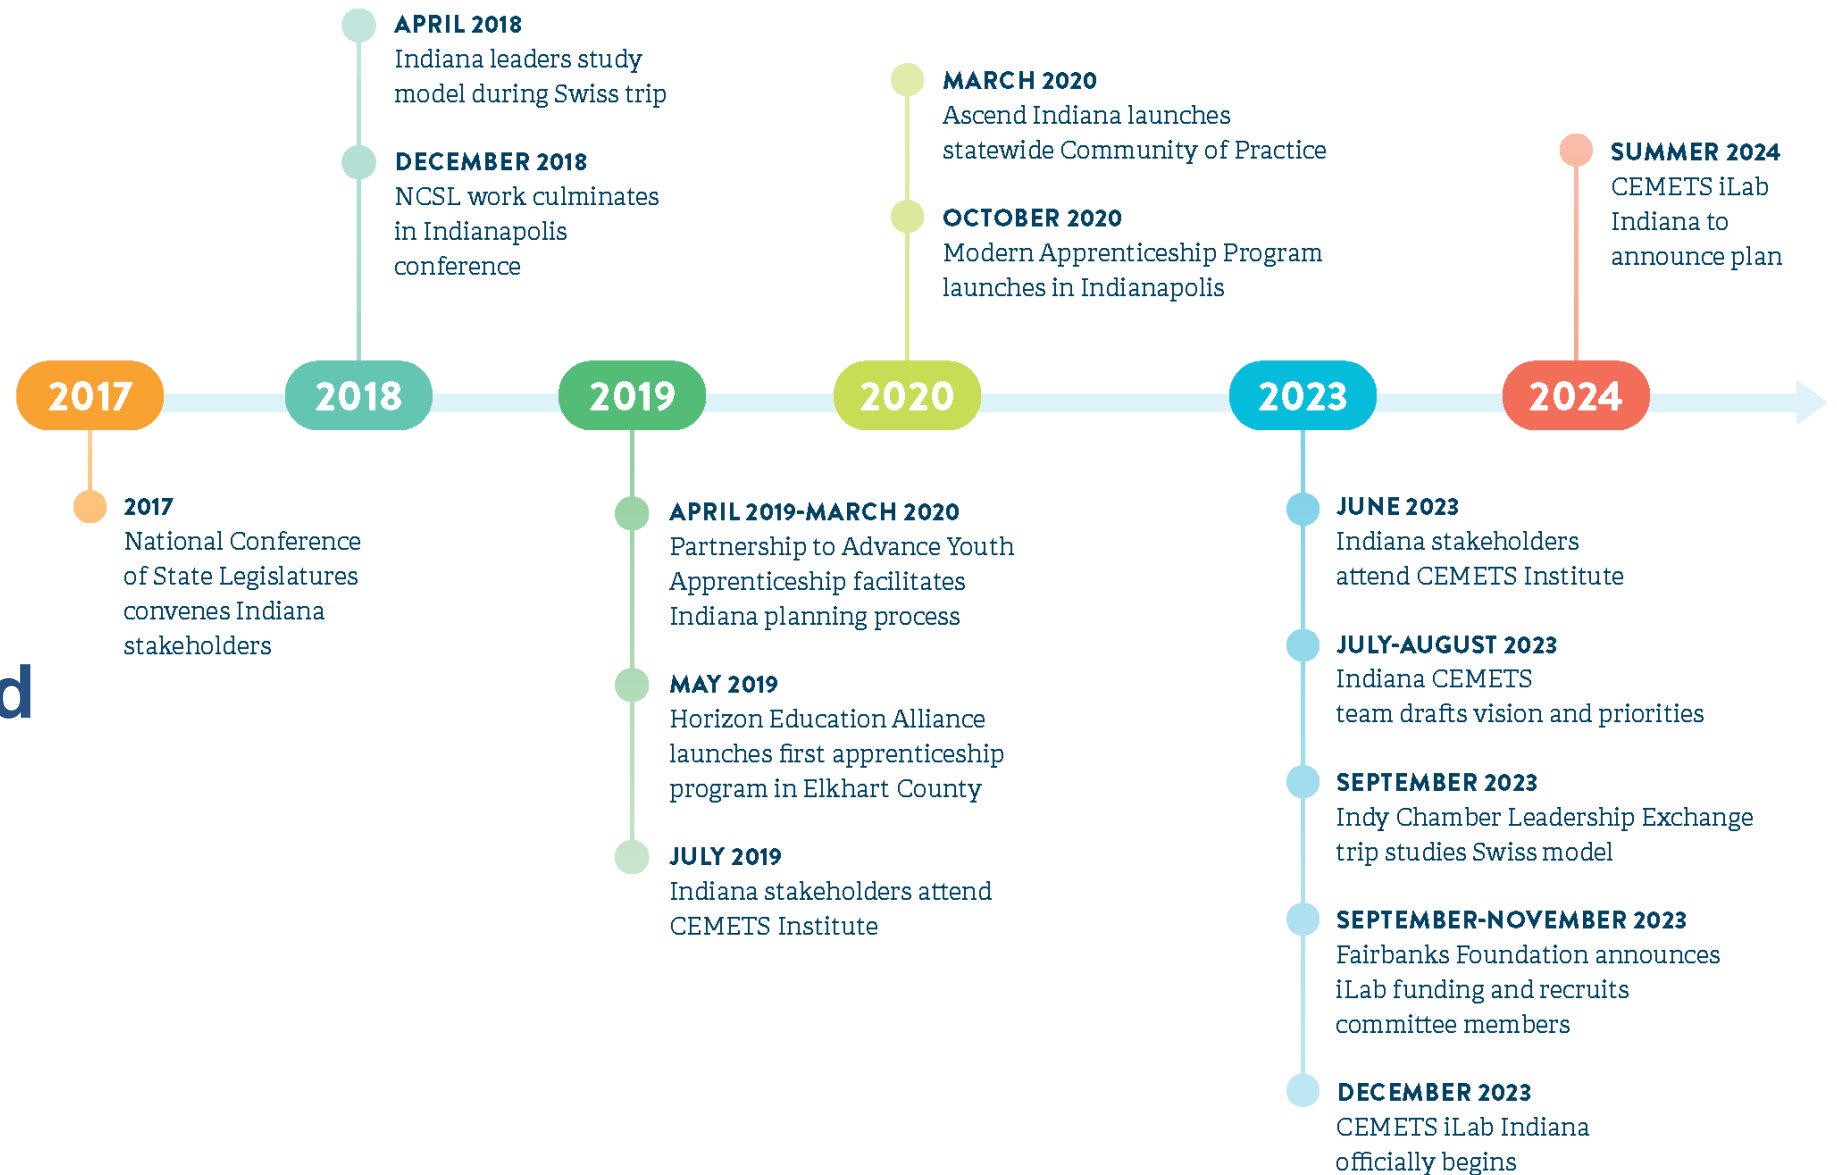 APRIL 2018
Indiana leaders study
model during Swiss trip
DECEMBER 2018
NCSL work culminates
in Indianapolis
conference
MARCH 2020
Ascend Indiana launches
statewide Community of Practice
OCTOBER 2020
Modern Apprenticeship Program
launches in Indianapolis
SUMMER 2024
CEMETS iLab
Indiana to
announce plan
2017
2018
2019
2020
2023
2024
2017
National Conference
of State Legislatures
convenes Indiana
stakeholders
d
APRIL 2019-MARCH 2020
Partnership to Advance Youth
Apprenticeship facilitates
Indiana planning process
MAY 2019
Horizon Education Alliance
launches first apprenticeship
program in Elkhart County
JULY 2019
Indiana stakeholders attend
CEMETS Institute
JUNE 2023
Indiana stakeholders
attend CEMETS Institute
JULY-AUGUST 2023
Indiana CEMETS
team drafts vision and priorities
SEPTEMBER 2023
Indy Chamber Leadership Exchange
trip studies Swiss model
SEPTEMBER-NOVEMBER 2023
Fairbanks Foundation announces
iLab funding and recruits
committee members
DECEMBER 2023
CEMETS iLab Indiana
officially begins